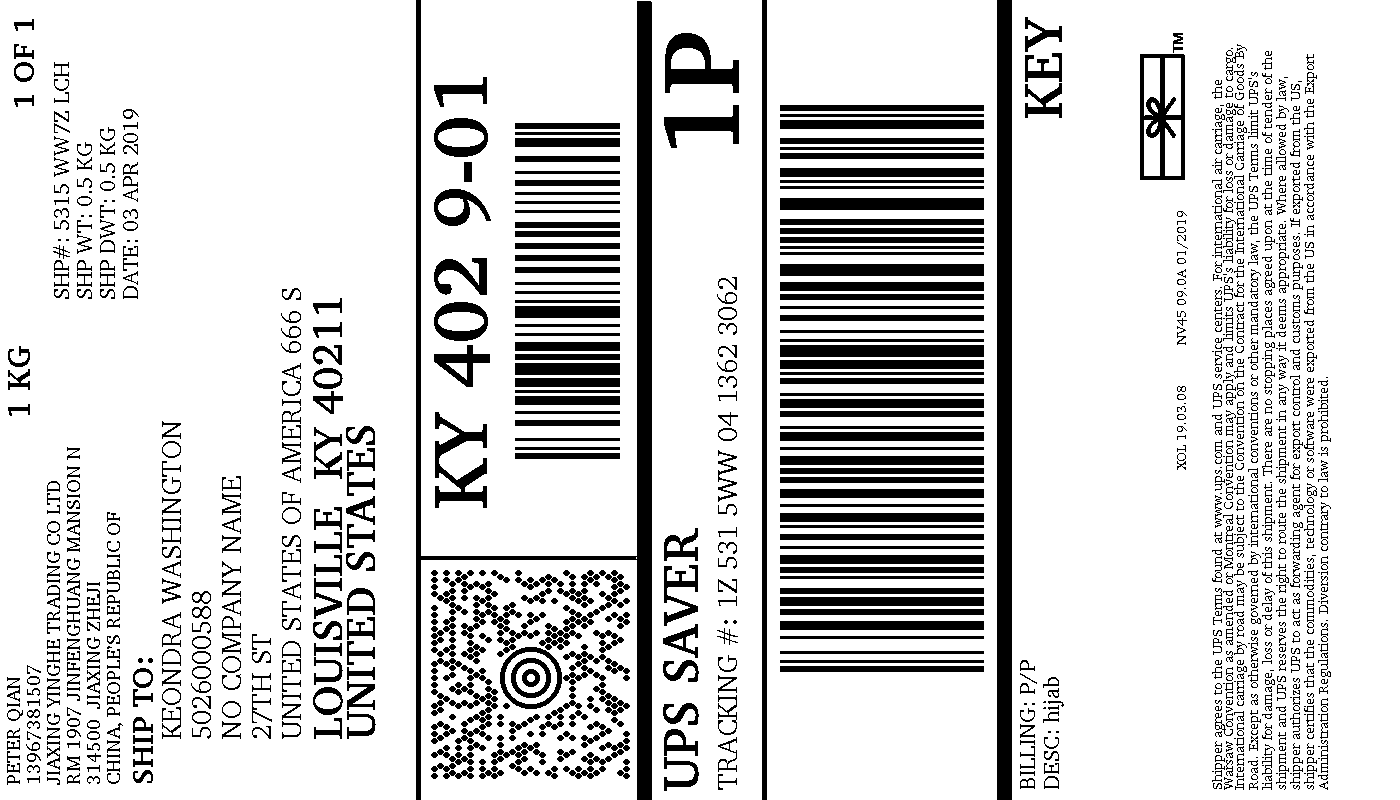 1 KG
1 OF 1
PETER QIAN
13967381507
JIAXING YINGHE TRADING CO LTD
RM 1907 JINFENGHUANG MANSION N
314500 JIAXING ZHEJI
CHINA, PEOPLE'S REPUBLIC OF
SHP#: 5315 WW7Z LCH
SHP WT: 0.5 KG
SHP DWT: 0.5 KG
DATE: 03 APR 2019
SHIP TO:
KEONDRA WASHINGTON
5026000588
NO COMPANY NAME
27TH ST
UNITED STATES OF AMERICA 666 S
LOUISVILLE KY 40211
UNITED STATES
KY 402 9-01
UPS SAVER
1P
TRACKING #: 1Z 531 5WW 04 1362 3062
BILLING: P/P
DESC: hijab
KEY
TM
XOL 19.03.08 NV45 09.0A 01/2019
Shipper agrees to the UPS Terms found at www.ups.com and UPS service centers. For international air carriage, the
Warsaw Convention as amended or Montreal Convention may apply and limits UPS's liability for loss or damage to cargo.
International carriage by road may be subject to the Convention on the Contract for the International Carriage of Goods By
Road. Except as otherwise governed by international conventions or other mandatory law, the UPS Terms limit UPS's
liability for damage, loss or delay of this shipment. There are no stopping places agreed upon at the time of tender of the
shipment and UPS reserves the right to route the shipment in any way it deems appropriate. Where allowed by law,
shipper authorizes UPS to act as forwarding agent for export control and customs purposes. If exported from the US,
shipper certifies that the commodities, technology or software were exported from the US in accordance with the Export
Administration Regulations. Diversion contrary to law is prohibited.